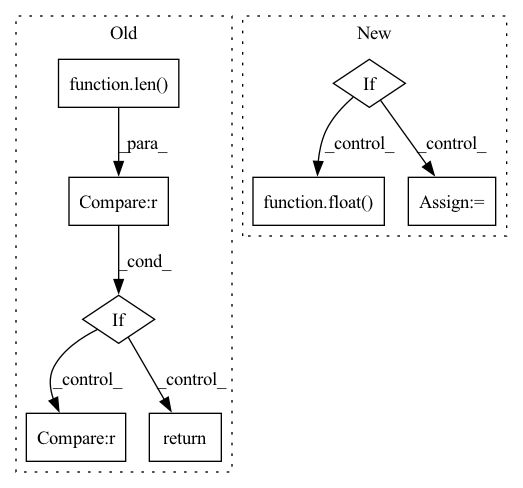 Old
New
function.len()
If
_para_
_control_
_control_
Compare:r
function.float()
Assign:=
_cond_
If
_control_
_control_
Compare:r
return